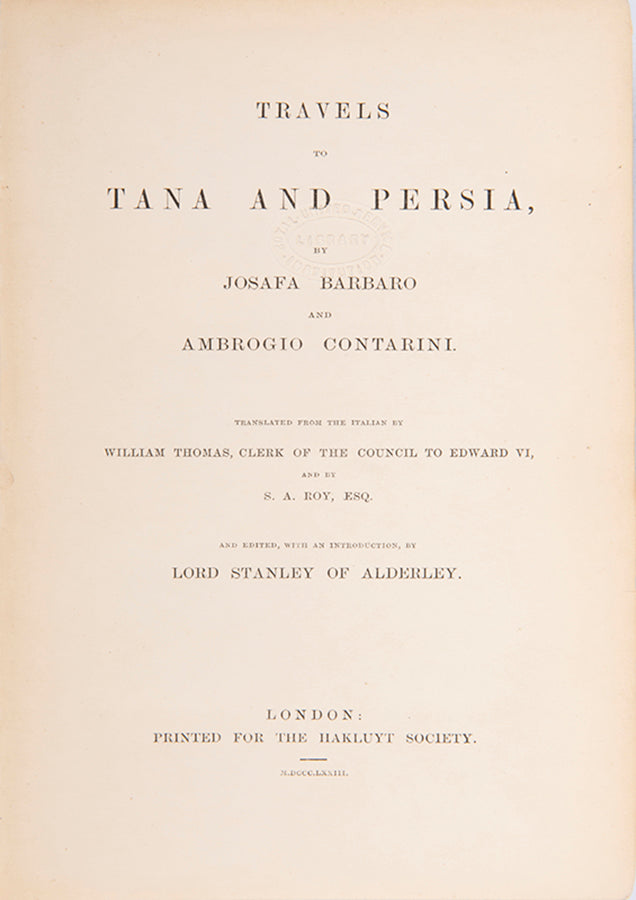 TRAVELS
TO
TANA AND PERSIA,
BY
JOSAFA BARBARO
AND
AMBROGIO CONTARINI.
TRANSLATED FROM THE ITALIAN BY
WILLIAM THOMAS, CLERK OF THE COUNCIL TO EDWARD VI,
AND BY
S. A. ROY, ESQ.
AND EDITED, WITH AN INTRODUCTION, BY
LORD STANLEY OF ALDERLEY.
LONDON:
PRINTED FOR THE HAKLUYT SOCIETY.
M.DCCC.LXXIII.
LIBRARY